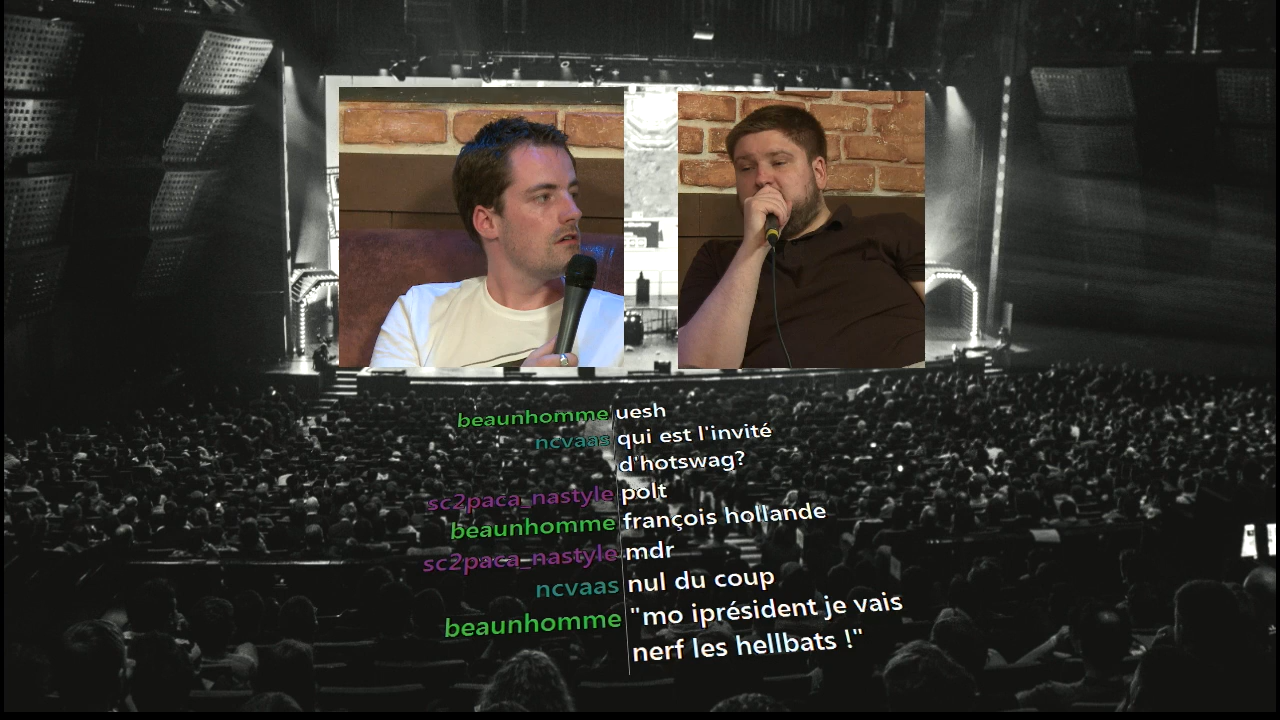 beaunhomme uesh
ncvaas qui est l'invité
d'hotswag?
sc2paca_nastyle polt
beaunhomme françois hollande
sc2paca_nastyle mdr
ncvaas nul du coup
beaunhomme "mo iprésident je vais
nerf les hellbats !"